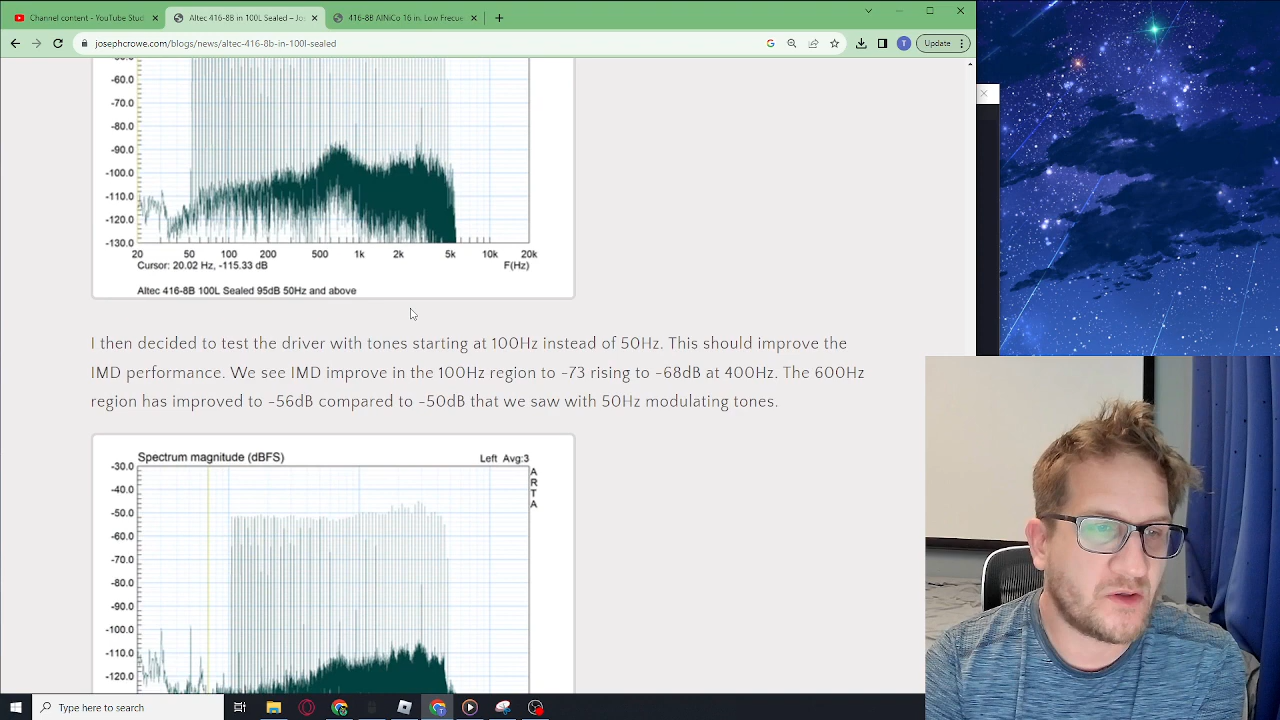 Channel content - YouTube Stud
Altec 416-8B in 100L Sealed – Jos
416-8B AlNiCo 16 in. Low Frecue
josephcrowe.com/blogs/news/altec-416-8b-in-100l-sealed
T
Update
-60.0
-70.0
-80.0
-90.0
-100.0
-110.0
-120.0
-130.0
20 50 100 200 500 1k 2k 5k 10k 20k
Cursor: 20.02 Hz, -115.33 dB F(Hz)
Altec 416-8B 100L Sealed 95dB 50Hz and above
I then decided to test the driver with tones starting at 100Hz instead of 50Hz. This should improve the
IMD performance. We see IMD improve in the 100Hz region to -73 rising to -68dB at 400Hz. The 600Hz
region has improved to -56dB compared to -50dB that we saw with 50Hz modulating tones.
Spectrum magnitude (dBFS) Left Avg:3
-30.0
A
R
T
A
-40.0
-50.0
-60.0
-70.0
-80.0
-90.0
-100.0
-110.0
-120.0
Type here to search